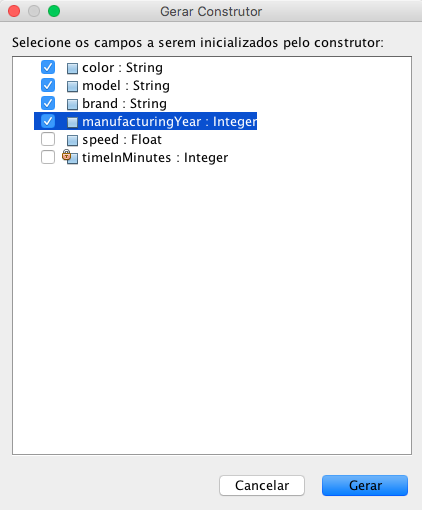 Gerar Construtor
Selecione os campos a serem inicializados pelo construtor:
color : String
model : String
brand : String
manufacturingYear : Integer
speed : Float
timeInMinutes : Integer
Cancelar
Gerar